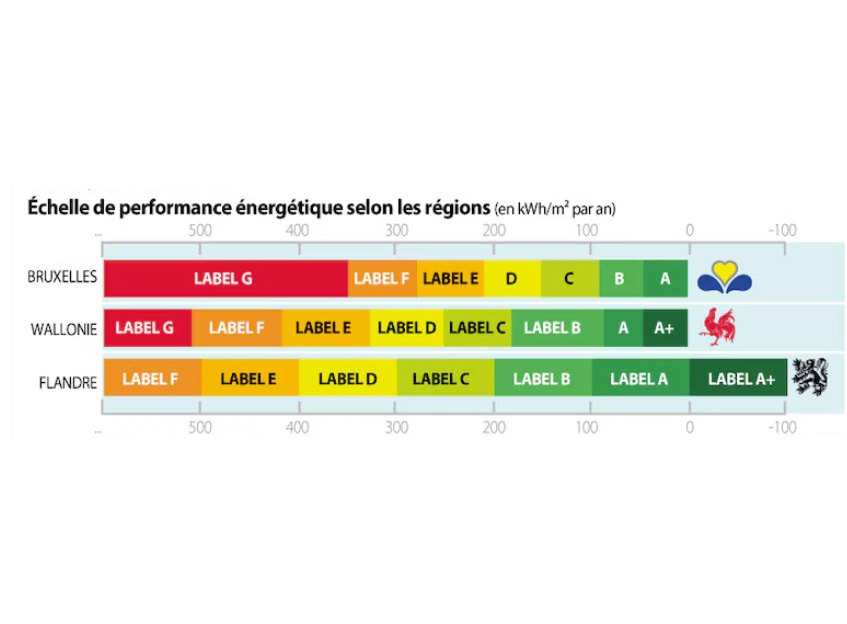 Échelle de performance énergétique selon les régions (en kWh/m² par an)
... 500 400 300 200 100 0 -100
BRUXELLES LABEL G LABEL F LABEL E D C B A
WALLONIE LABEL G LABEL F LABEL E LABEL D LABEL C LABEL B A A+
FLANDRE LABEL F LABEL E LABEL D LABEL C LABEL B LABEL A LABEL A+
... 500 400 300 200 100 0 -100